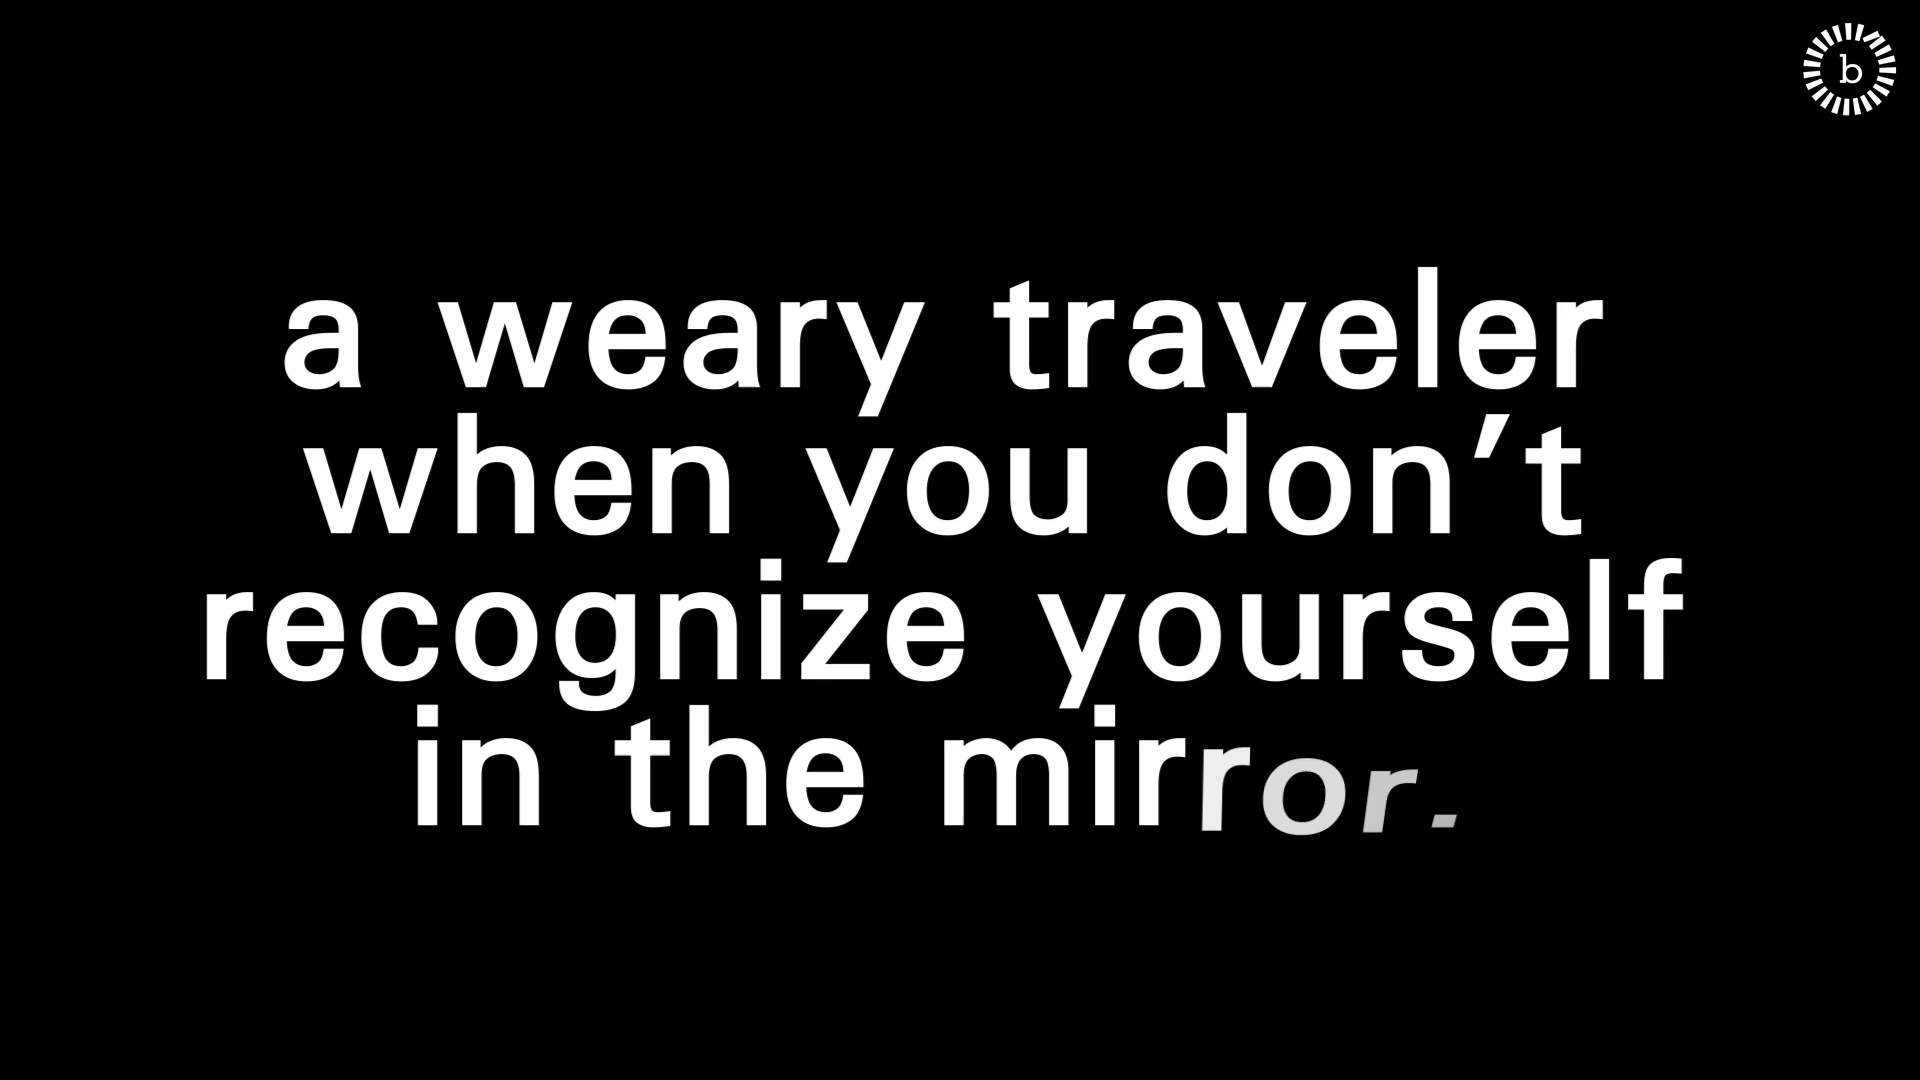 b
a weary traveler
when you don’t
recognize yourself
in the mirror.